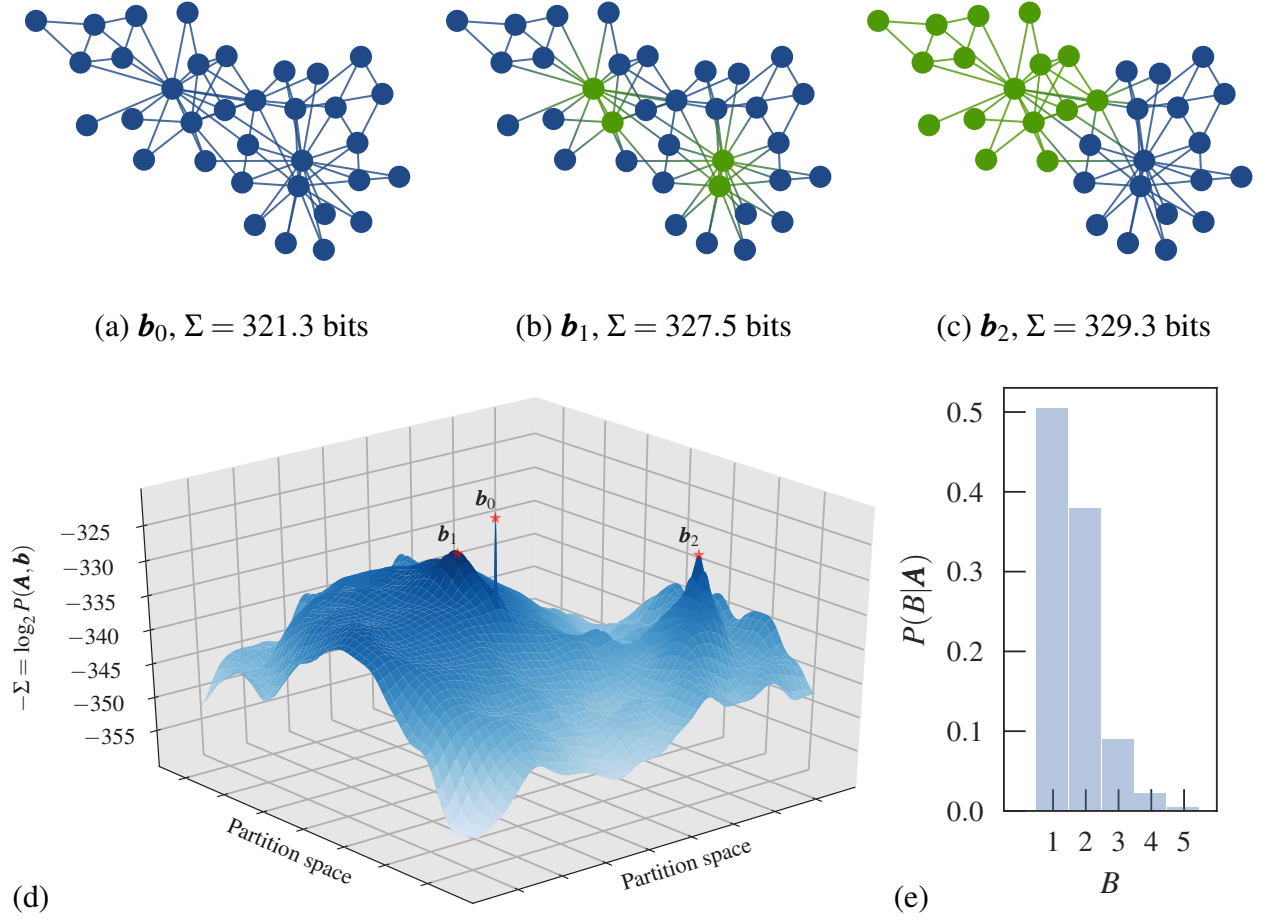 (a) b₀, Σ = 321.3 bits
(b) b₁, Σ = 327.5 bits
(c) b₂, Σ = 329.3 bits
−Σ = log₂ P(A, b)
−325
−330
−335
−340
−345
−350
−355
b₀
b₁
b₂
Partition space
Partition space
(d)
P(B|A)
0.5
0.4
0.3
0.2
0.1
0.0
1 2 3 4 5
B
(e)